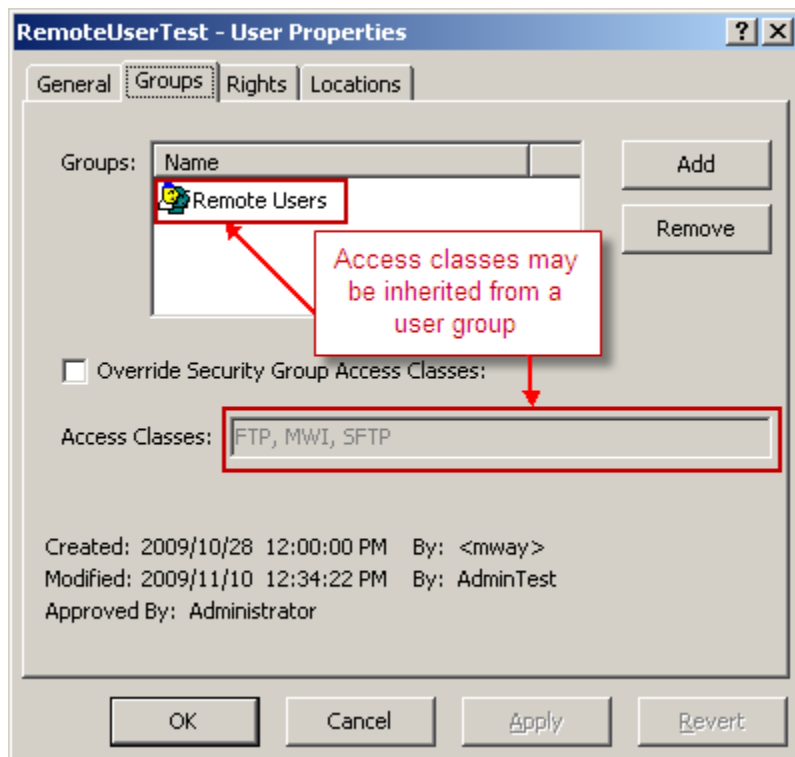 RemoteUserTest - User Properties
General Groups Rights Locations
Groups: Name
Remote Users
Add
Remove
Access classes may
be inherited from a
user group
Override Security Group Access Classes:
Access Classes: FTP, MWI, SFTP
Created: 2009/10/28 12:00:00 PM By: <mway>
Modified: 2009/11/10 12:34:22 PM By: AdminTest
Approved By: Administrator
OK Cancel Apply Revert